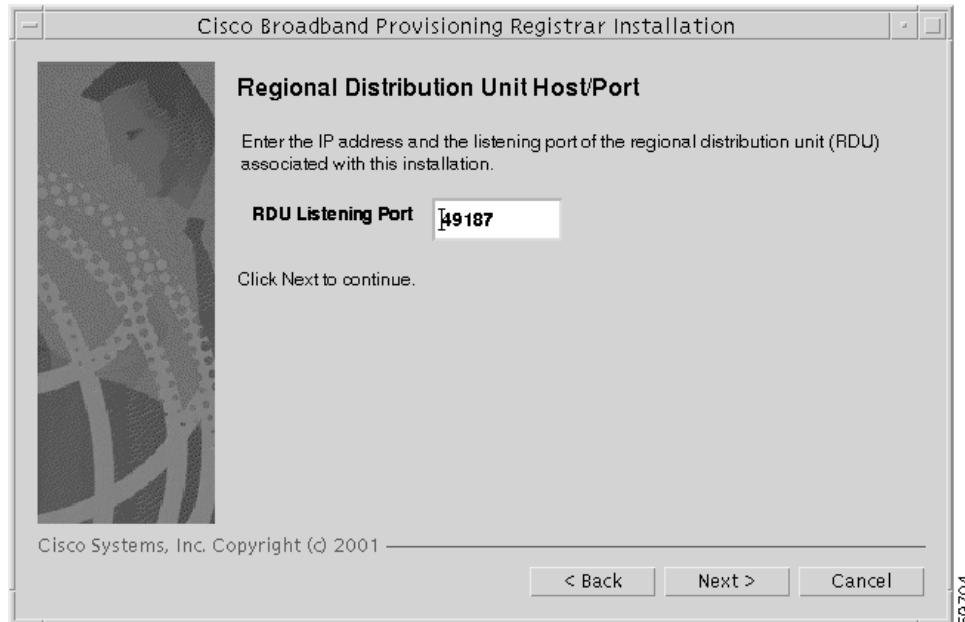 Cisco Broadband Provisioning Registrar Installation
Regional Distribution Unit Host/Port
Enter the IP address and the listening port of the regional distribution unit (RDU)
associated with this installation.
RDU Listening Port 49187
Click Next to continue.
Cisco Systems, Inc. Copyright (c) 2001
< Back Next > Cancel
59704